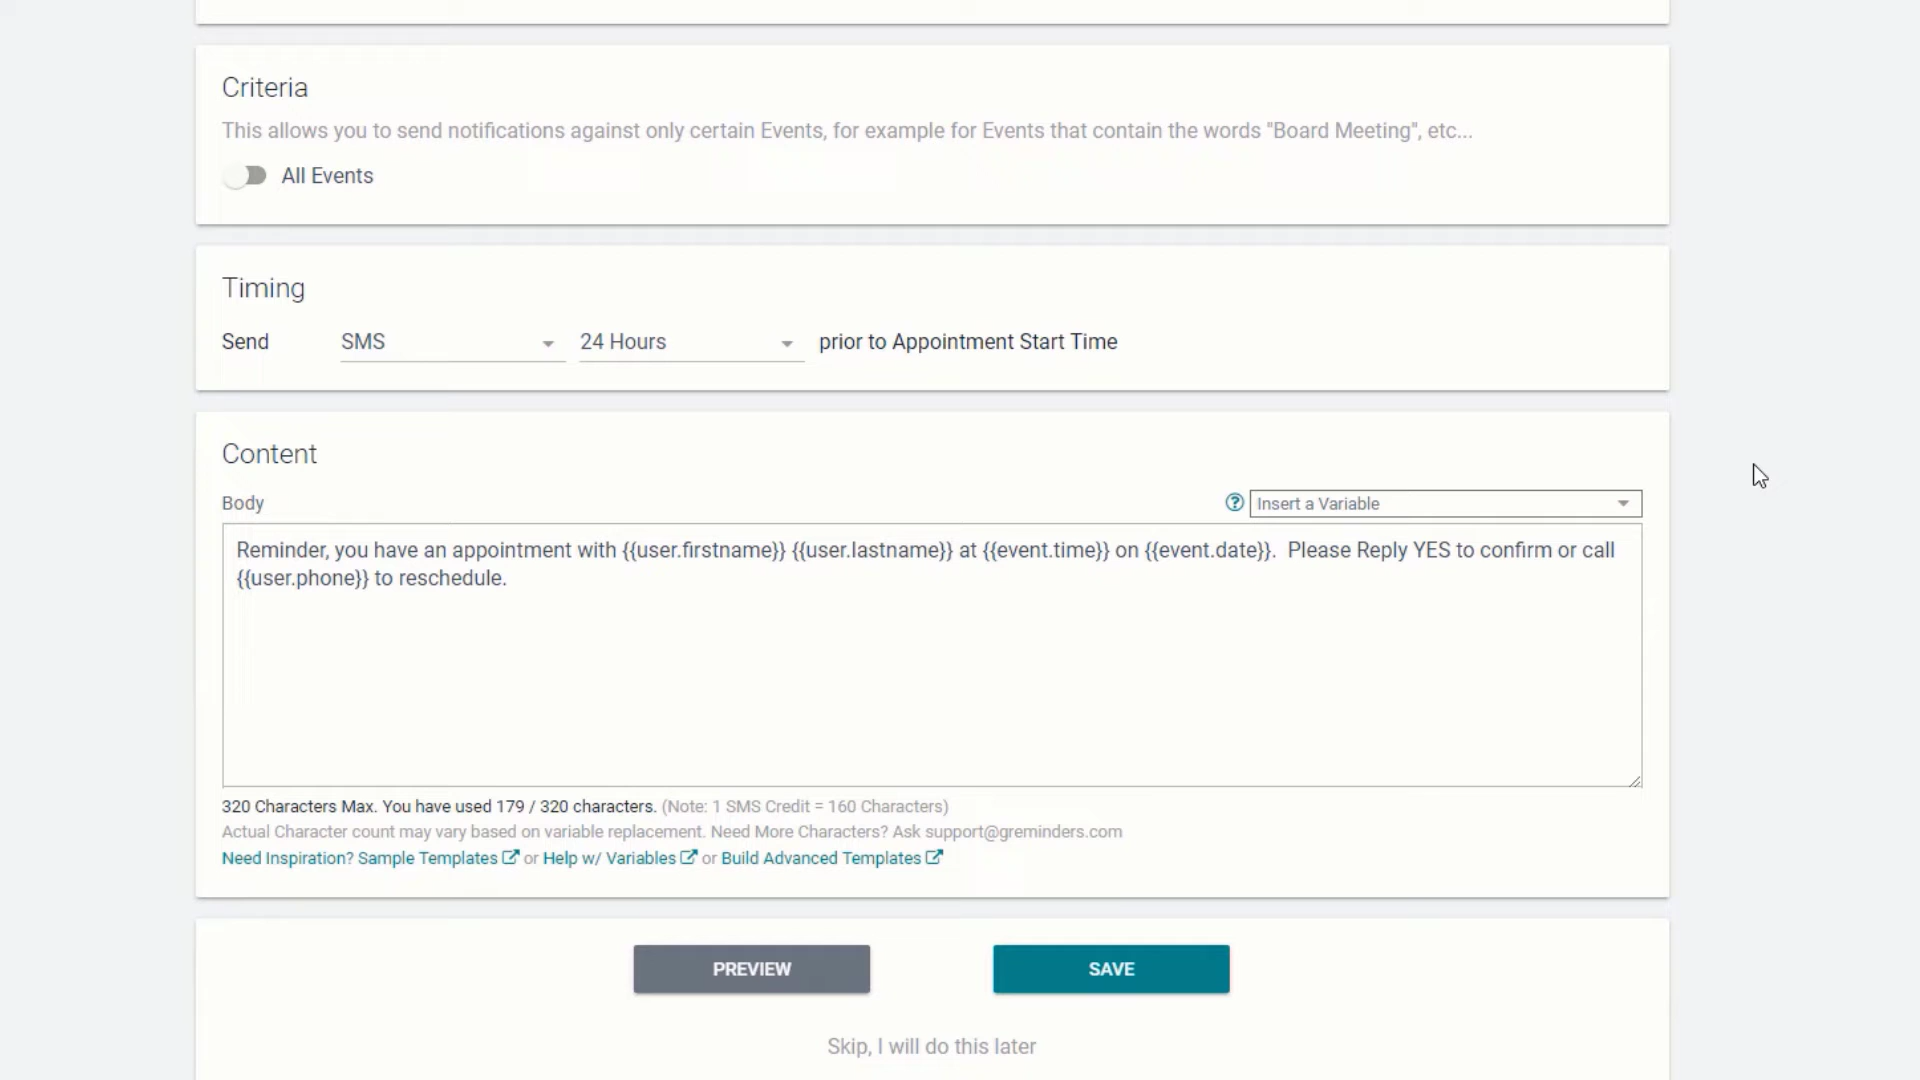 Criteria
This allows you to send notifications against only certain Events, for example for Events that contain the words "Board Meeting", etc...
All Events
Timing
Send SMS 24 Hours prior to Appointment Start Time
Content
Body Insert a Variable
Reminder, you have an appointment with {{user.firstname}} {{user.lastname}} at {{event.time}} on {{event.date}}.  Please Reply YES to confirm or call
{{user.phone}} to reschedule.
320 Characters Max. You have used 179 / 320 characters. (Note: 1 SMS Credit = 160 Characters)
Actual Character count may vary based on variable replacement. Need More Characters? Ask support@greminders.com
Need Inspiration? Sample Templates or Help w/ Variables or Build Advanced Templates
PREVIEW SAVE
Skip, I will do this later